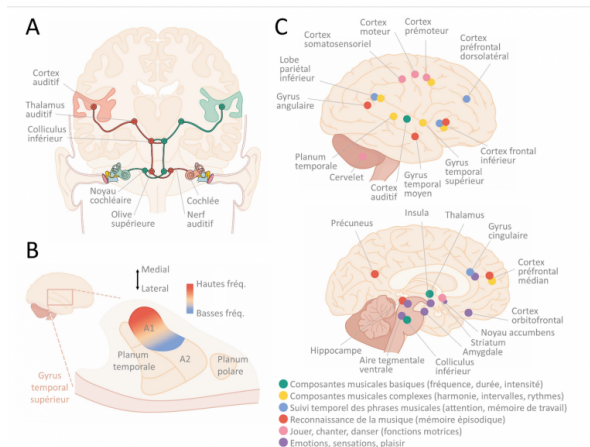 A
Cortex
auditif
Thalamus
auditif
Colliculus
inférieur
Noyau
cochléaire
Olive
supérieure
Cochlée
Nerf
auditif
B
Medial
Lateral
Hautes fréq.
Basses fréq.
A1
A2
Planum
temporale
Planum
polaire
Gyrus
temporal
supérieur
C
Cortex
somatosensoriel
Cortex
moteur
Cortex
prémoteur
Cortex
préfrontal
dorsolatéral
Lobe
pariétal
inférieur
Gyrus
angulaire
Planum
temporale
Cervelet
Cortex
auditif
Gyrus
temporal
moyen
Gyrus
temporal
supérieur
Cortex frontal
inférieur
Précuneus
Insula
Thalamus
Gyrus
cingulaire
Cortex
préfrontal
médian
Cortex
orbitofrontal
Noyau accumbens
Striatum
Amygdale
Colliculus
inférieur
Aire tegmentale
ventrale
Hippocampe
Composantes musicales basiques (fréquence, durée, intensité)
Composantes musicales complexes (harmonie, intervalles, rythmes)
Suivi temporel des phrases musicales (attention, mémoire de travail)
Reconnaissance de la musique (mémoire épisodique)
Jouer, chanter, danser (fonctions motrices)
Emotions, sensations, plaisir